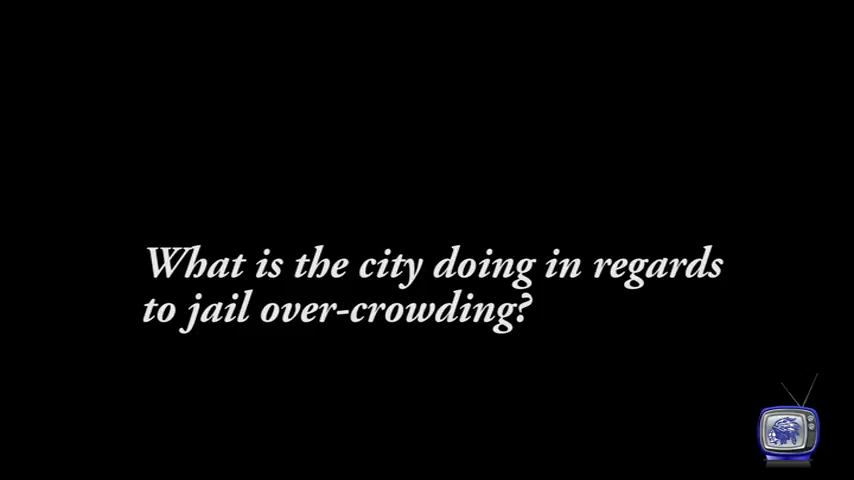 What is the city doing in regards
to jail over-crowding?